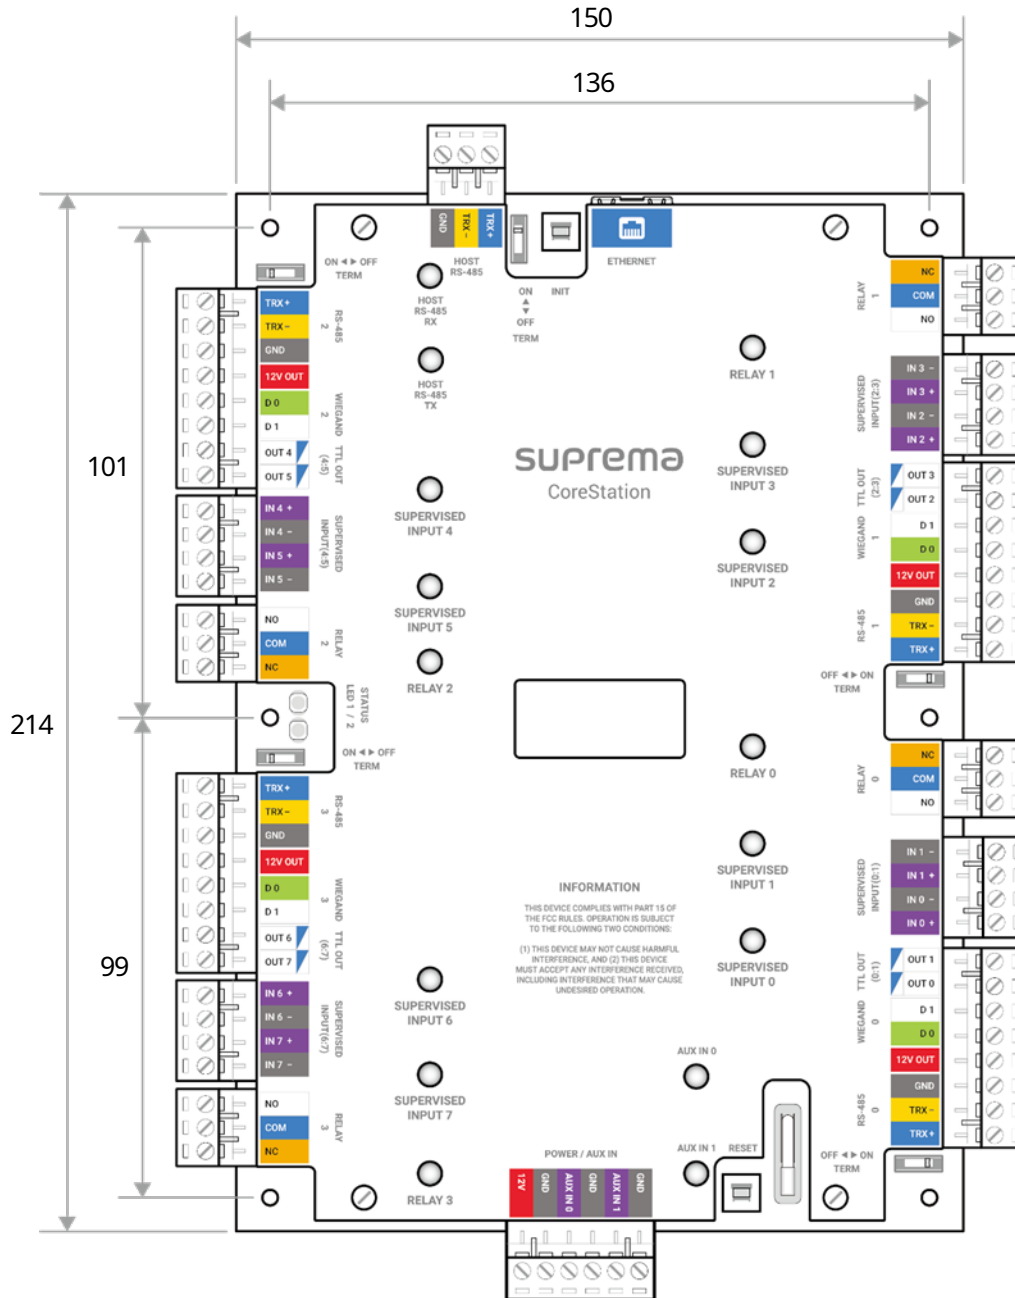 150
136
214
101
99
GND
TRX -
TRX +
HOST
RS-485
ON ◄ ► OFF
TERM
HOST
RS-485
RX
HOST
RS-485
TX
ON
▲
▼
OFF
TERM
INIT
ETHERNET
TRX +
TRX -
GND
12V OUT
D 0
D 1
OUT 4
OUT 5
RS-485
2
WIEGAND
2
TTL OUT
(4:5)
IN 4 +
IN 4 -
IN 5 +
IN 5 -
SUPERVISED
INPUT(4:5)
NO
COM
NC
RELAY
2
STATUS
LED 1 / 2
ON ◄ ► OFF
TERM
TRX +
TRX -
GND
12V OUT
D 0
D 1
OUT 6
OUT 7
RS-485
3
WIEGAND
3
TTL OUT
(6:7)
IN 6 +
IN 6 -
IN 7 +
IN 7 -
SUPERVISED
INPUT(6:7)
NO
COM
NC
RELAY
3
SUPERVISED
INPUT 4
SUPERVISED
INPUT 5
RELAY 2
SUPERVISED
INPUT 6
SUPERVISED
INPUT 7
RELAY 3
suprema
CoreStation
INFORMATION
THIS DEVICE COMPLIES WITH PART 15 OF
THE FCC RULES. OPERATION IS SUBJECT
TO THE FOLLOWING TWO CONDITIONS:
(1) THIS DEVICE MAY NOT CAUSE HARMFUL
INTERFERENCE, AND (2) THIS DEVICE
MUST ACCEPT ANY INTERFERENCE RECEIVED,
INCLUDING INTERFERENCE THAT MAY CAUSE
UNDESIRED OPERATION.
POWER / AUX IN
12V
GND
AUX IN 0
GND
AUX IN 1
GND
RELAY 1
SUPERVISED
INPUT 3
SUPERVISED
INPUT 2
RELAY 0
SUPERVISED
INPUT 1
SUPERVISED
INPUT 0
AUX IN 0
AUX IN 1
RESET
RELAY
1
NC
COM
NO
SUPERVISED
INPUT(2:3)
IN 3 -
IN 3 +
IN 2 -
IN 2 +
TTL OUT
(2:3)
WIEGAND
1
RS-485
1
OUT 3
OUT 2
D 1
D 0
12V OUT
GND
TRX -
TRX +
OFF ◄ ► ON
TERM
RELAY
0
NC
COM
NO
SUPERVISED
INPUT(0:1)
IN 1 -
IN 1 +
IN 0 -
IN 0 +
TTL OUT
(0:1)
WIEGAND
0
RS-485
0
OUT 1
OUT 0
D 1
D 0
12V OUT
GND
TRX -
TRX +
OFF ◄ ► ON
TERM